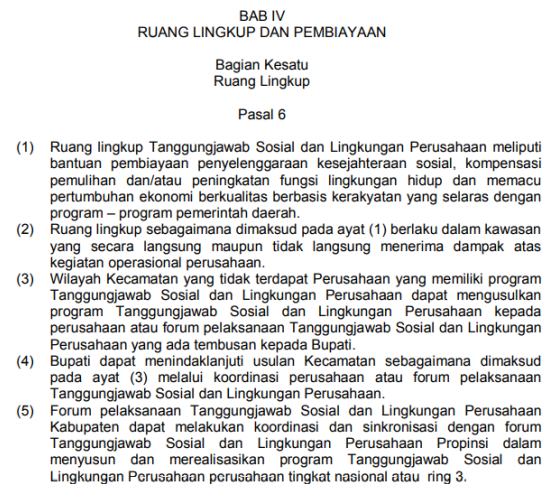 BAB IV
RUANG LINGKUP DAN PEMBIAYAAN
Bagian Kesatu
Ruang Lingkup
Pasal 6
(1) Ruang lingkup Tanggungjawab Sosial dan Lingkungan Perusahaan meliputi
bantuan pembiayaan penyelenggaraan kesejahteraan sosial, kompensasi
pemulihan dan/atau peningkatan fungsi lingkungan hidup dan memacu
pertumbuhan ekonomi berkualitas berbasis kerakyatan yang selaras dengan
program – program pemerintah daerah.
(2) Ruang lingkup sebagaimana dimaksud pada ayat (1) berlaku dalam kawasan
yang secara langsung maupun tidak langsung menerima dampak atas
kegiatan operasional perusahaan.
(3) Wilayah Kecamatan yang tidak terdapat Perusahaan yang memiliki program
Tanggungjawab Sosial dan Lingkungan Perusahaan dapat mengusulkan
program Tanggungjawab Sosial dan Lingkungan Perusahaan kepada
perusahaan atau forum pelaksanaan Tanggungjawab Sosial dan Lingkungan
Perusahaan yang ada tembusan kepada Bupati.
(4) Bupati dapat menindaklanjuti usulan Kecamatan sebagaimana dimaksud
pada ayat (3) melalui koordinasi perusahaan atau forum pelaksanaan
Tanggungjawab Sosial dan Lingkungan Perusahaan.
(5) Forum pelaksanaan Tanggungjawab Sosial dan Lingkungan Perusahaan
Kabupaten dapat melakukan koordinasi dan sinkronisasi dengan forum
Tanggungjawab Sosial dan Lingkungan Perusahaan Propinsi dalam
menyusun dan merealisasikan program Tanggungjawab Sosial dan
Lingkungan Perusahaan perusahaan tingkat nasional atau ring 3.